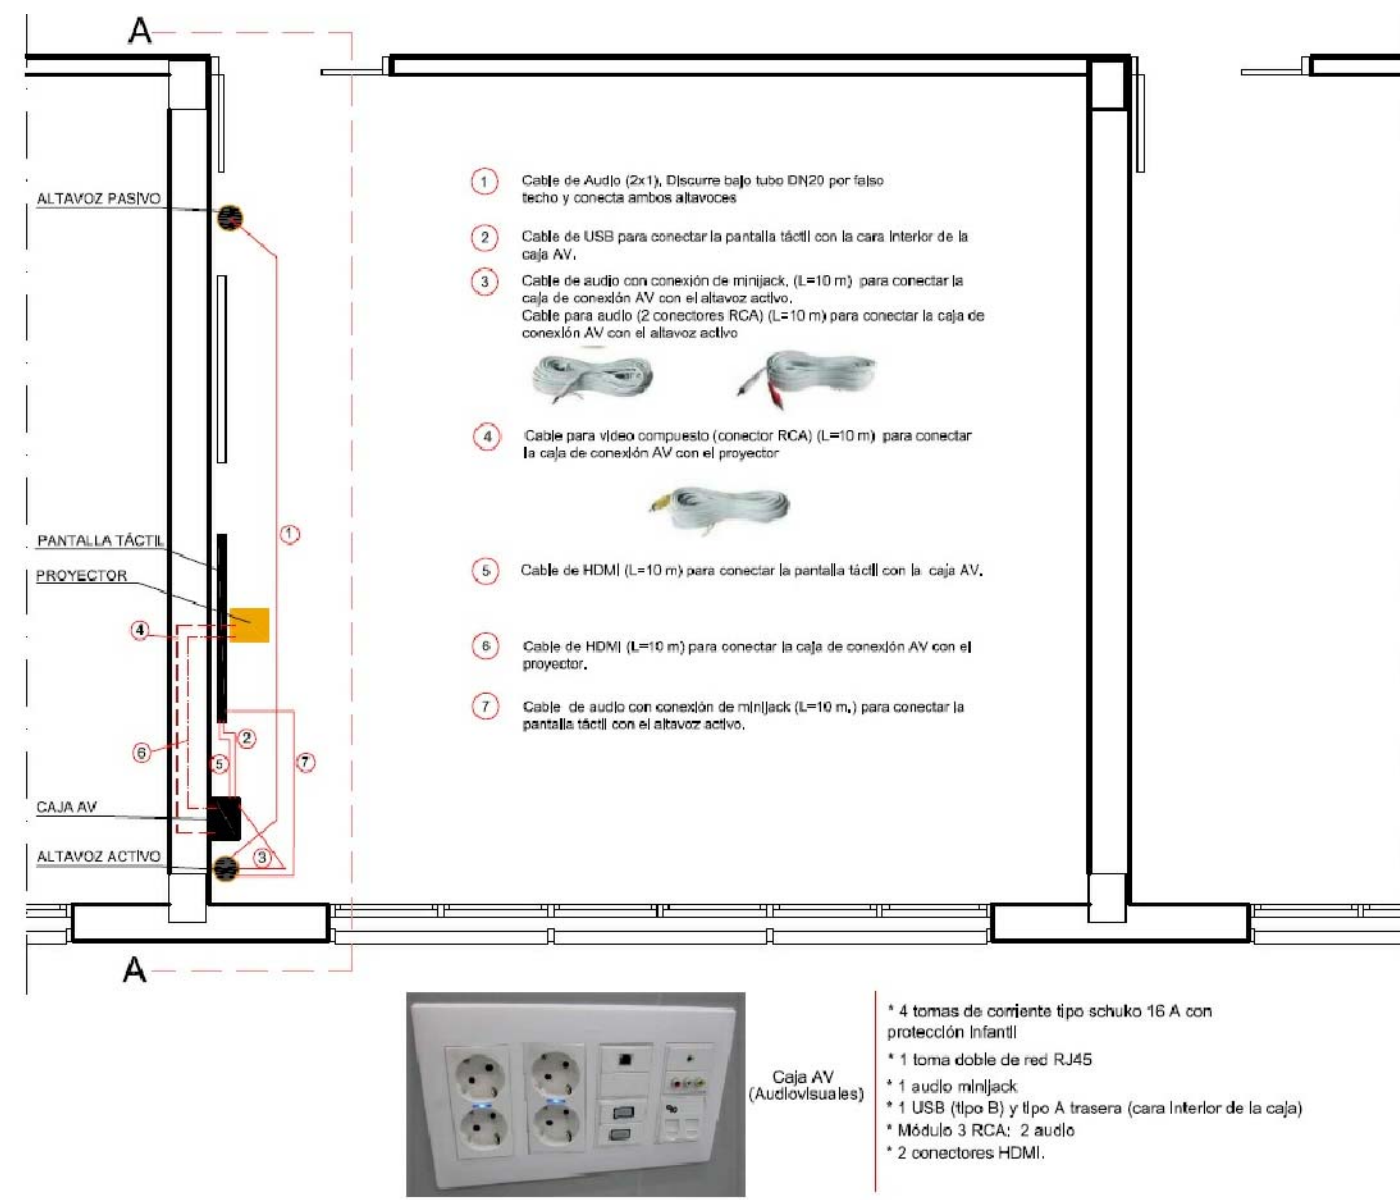 A
ALTAVOZ PASIVO
1
Cable de Audio (2x1), Discurre bajo tubo DN20 por falso
techo y conecta ambos altavoces
2
Cable de USB para conectar la pantalla táctil con la cara interior de la
caja AV.
3
Cable de audio con conexión de minijack, (L=10 m) para conectar la
caja de conexión AV con el altavoz activo.
Cable para audio (2 conectores RCA) (L=10 m) para conectar la caja de
conexión AV con el altavoz activo
4
Cable para video compuesto (conector RCA) (L=10 m) para conectar
la caja de conexión AV con el proyector
5
Cable de HDMI (L=10 m) para conectar la pantalla táctil con la caja AV.
6
Cable de HDMI (L=10 m) para conectar la caja de conexión AV con el
proyector.
7
Cable de audio con conexión de minijack (L=10 m.) para conectar la
pantalla táctil con el altavoz activo.
1
PANTALLA TÁCTIL
PROYECTOR
4
2
6
5
7
CAJA AV
ALTAVOZ ACTIVO
3
A
Caja AV
(Audiovisuales)
* 4 tomas de corriente tipo schuko 16 A con
protección infantil
* 1 toma doble de red RJ45
* 1 audio minijack
* 1 USB (tipo B) y tipo A trasera (cara interior de la caja)
* Módulo 3 RCA: 2 audio
* 2 conectores HDMI.